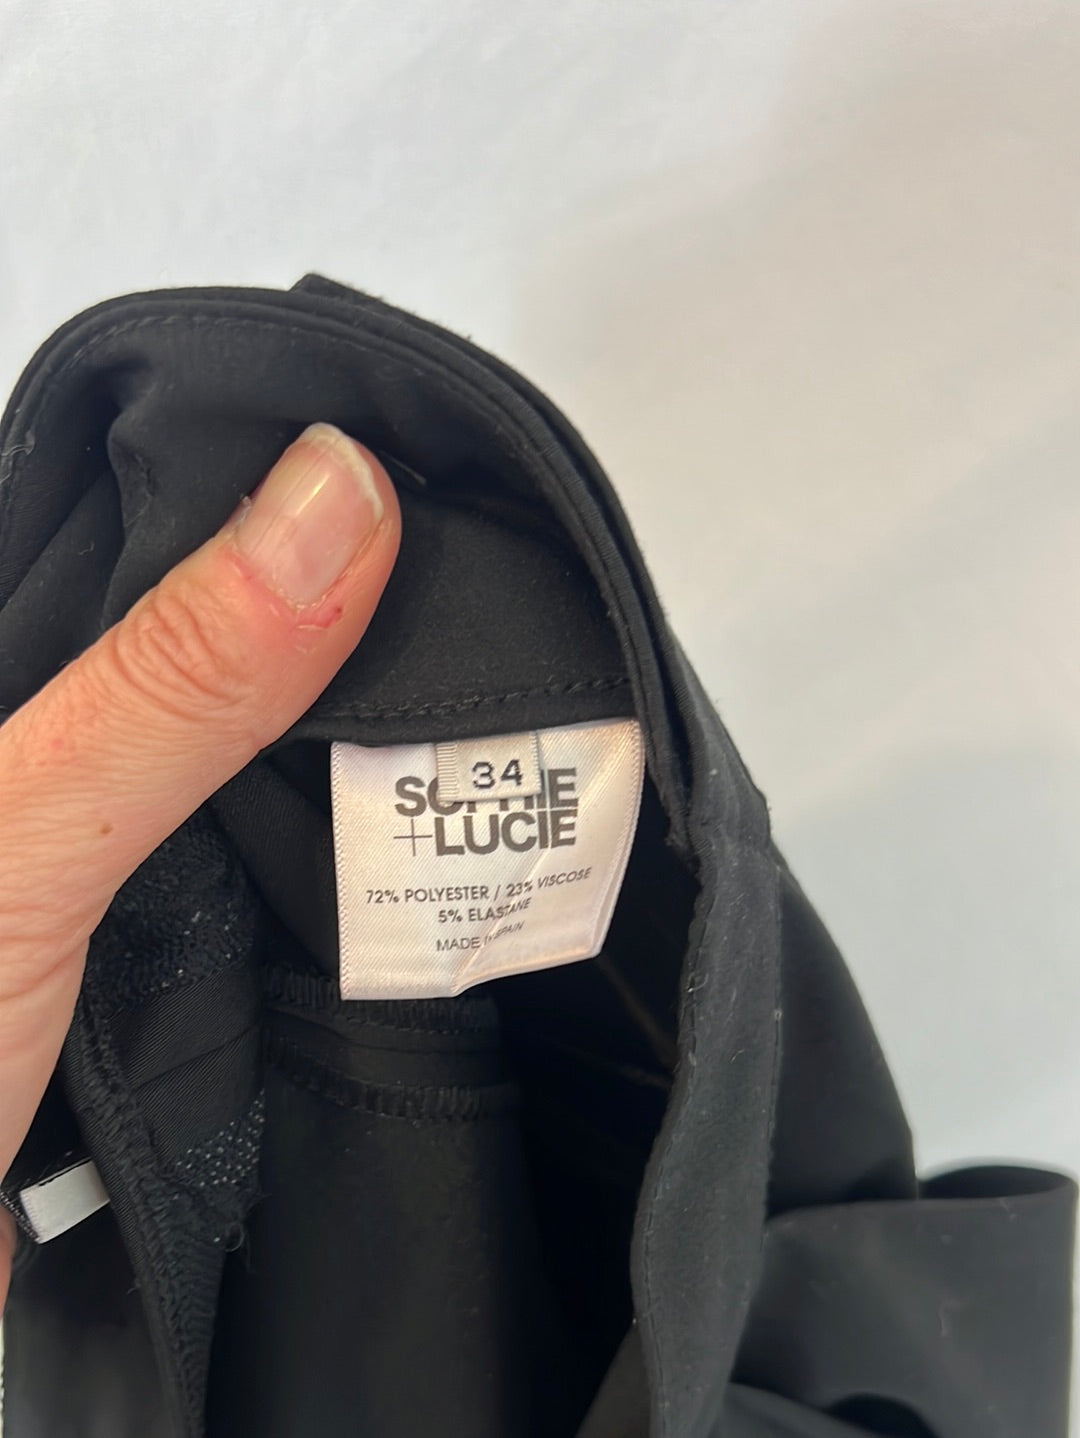 34
SOPHIE
+LUCIE
72% POLYESTER / 23% VISCOSE
5% ELASTANE
MADE IN SPAIN